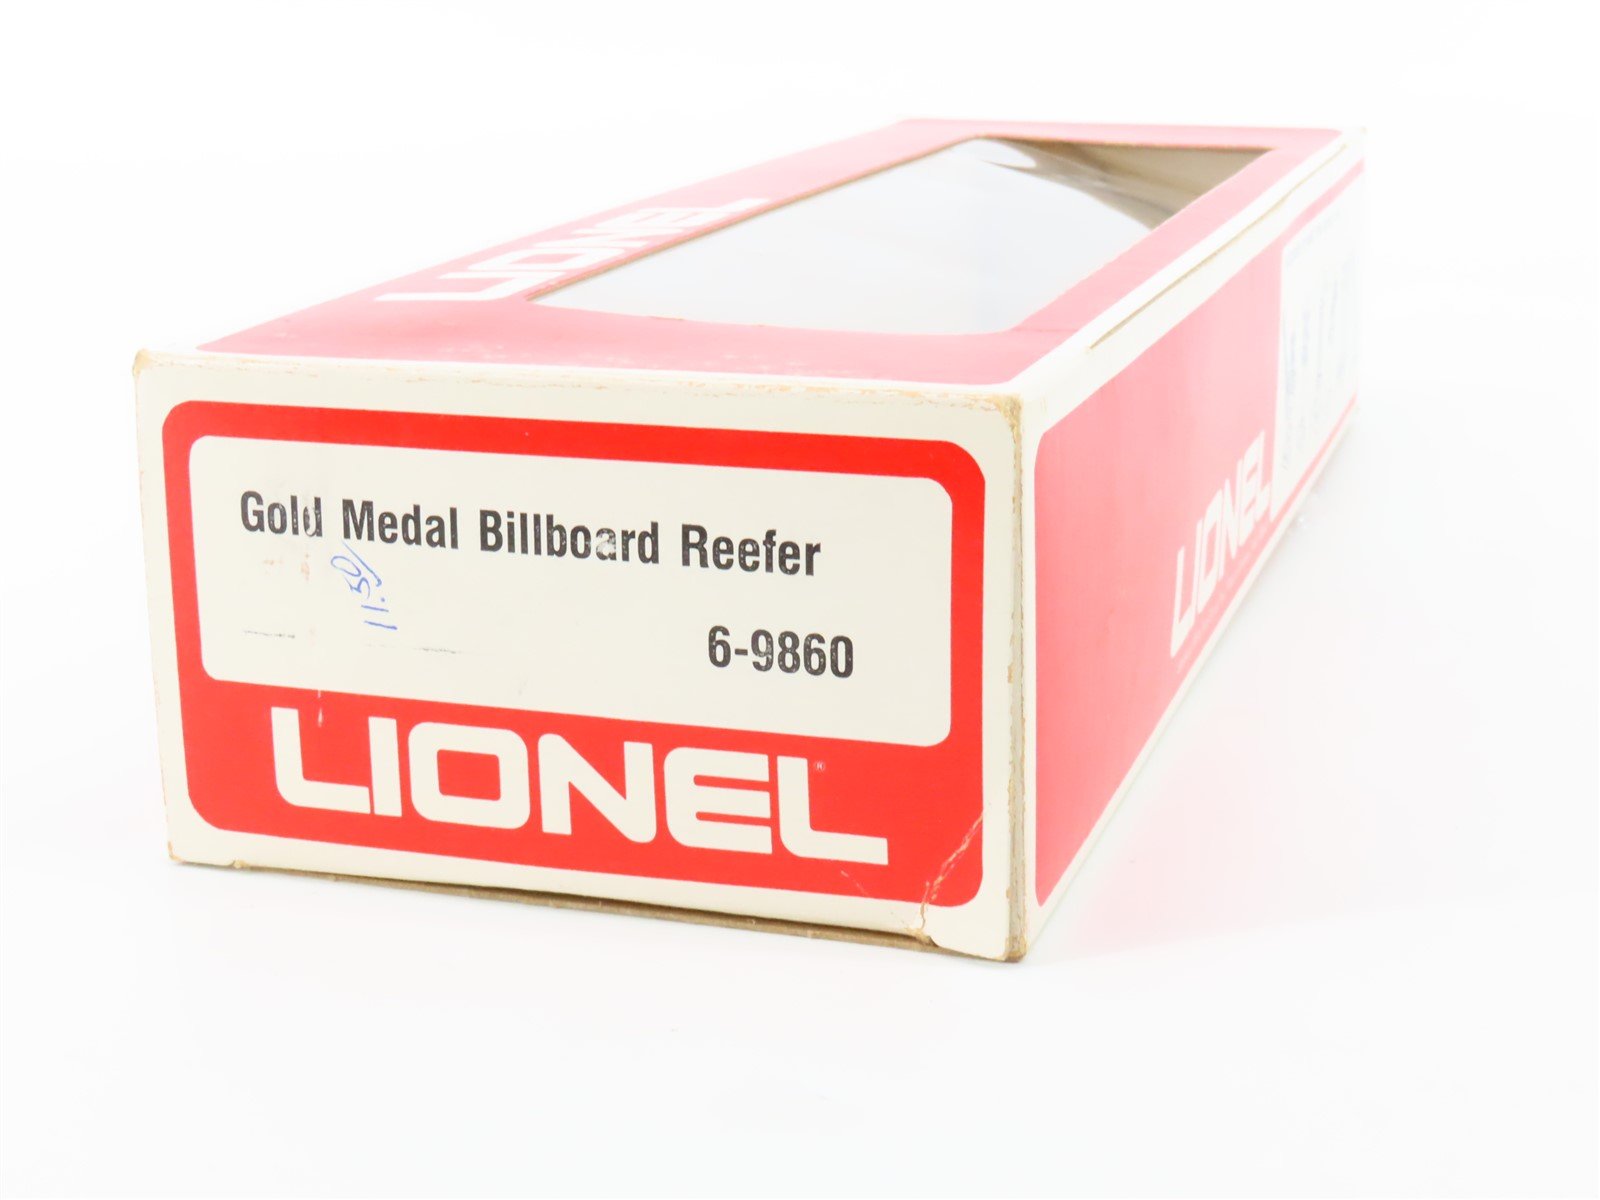 LIONEL
Gold Medal Billboard Reefer
11.50
6-9860
LIONEL®
LIONEL